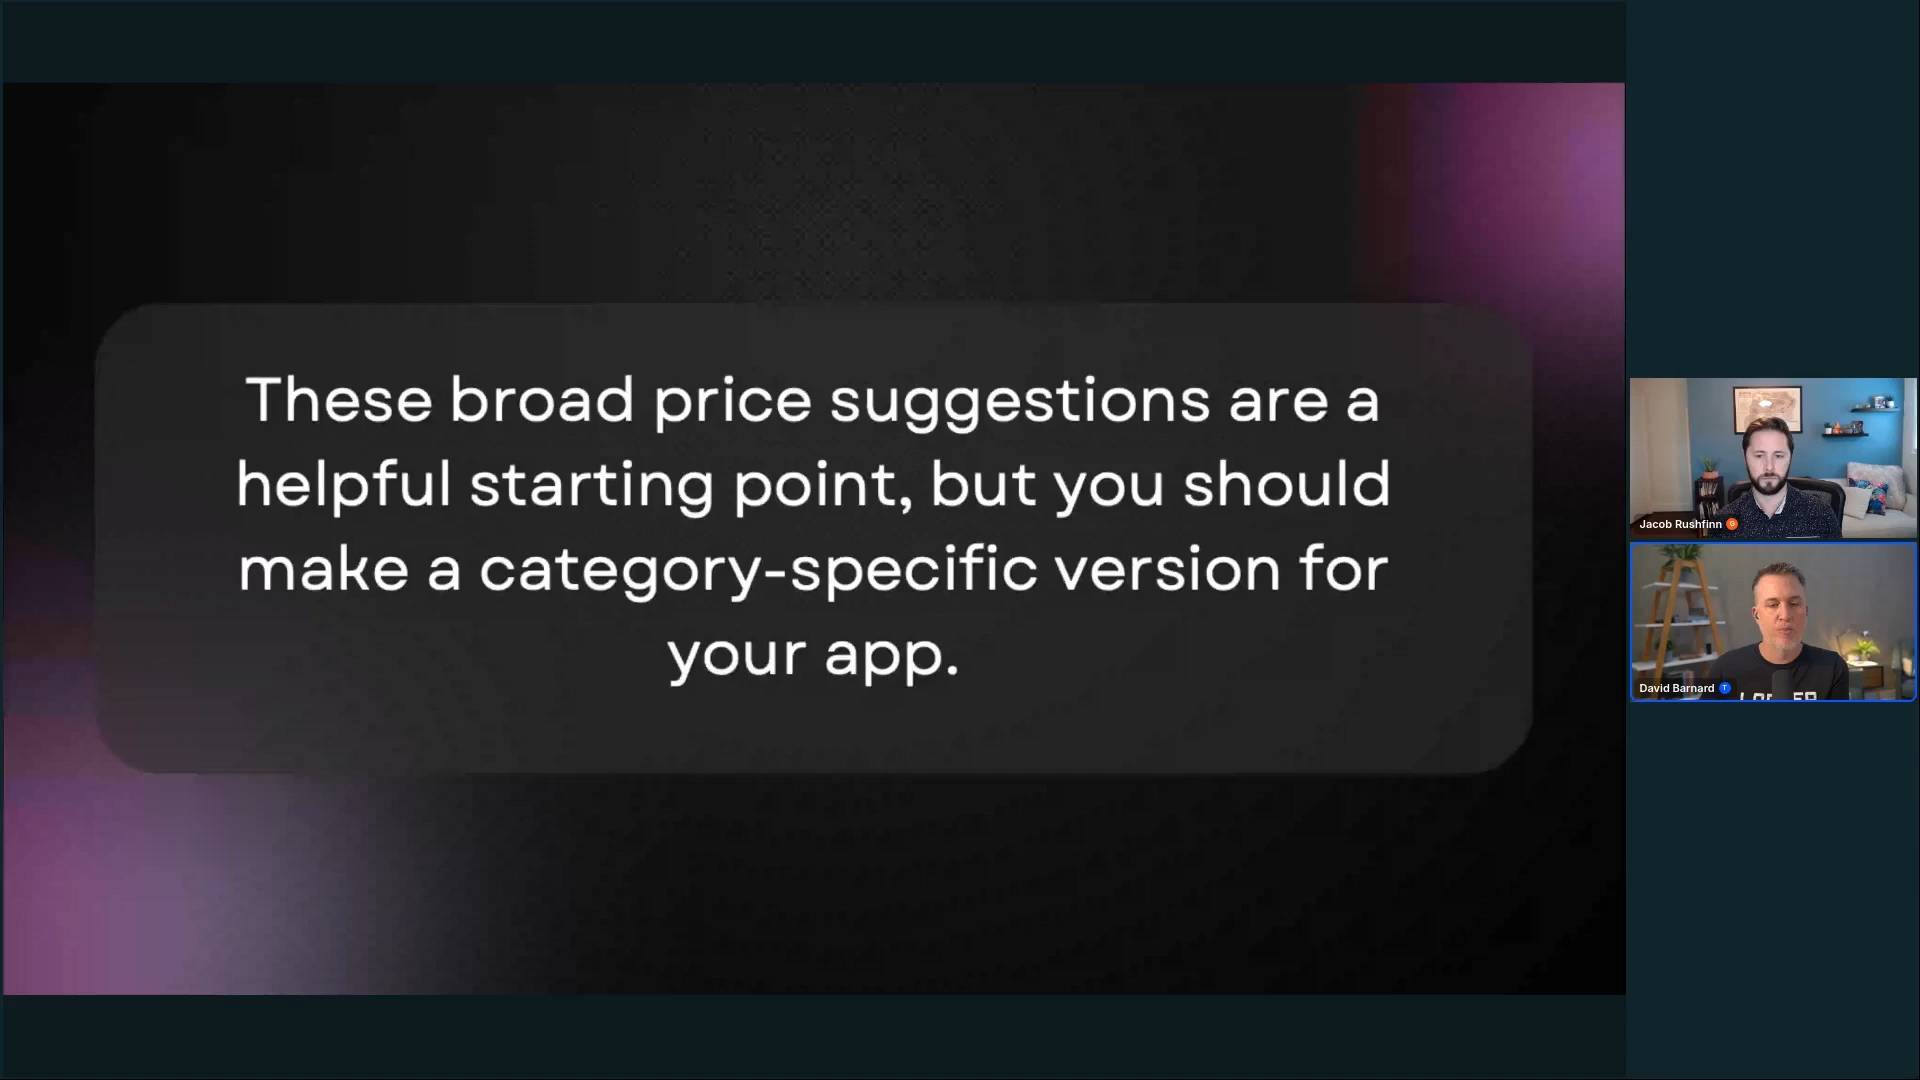 These broad price suggestions are a
helpful starting point, but you should
make a category-specific version for
your app.
Jacob Rushfinn
David Barnard